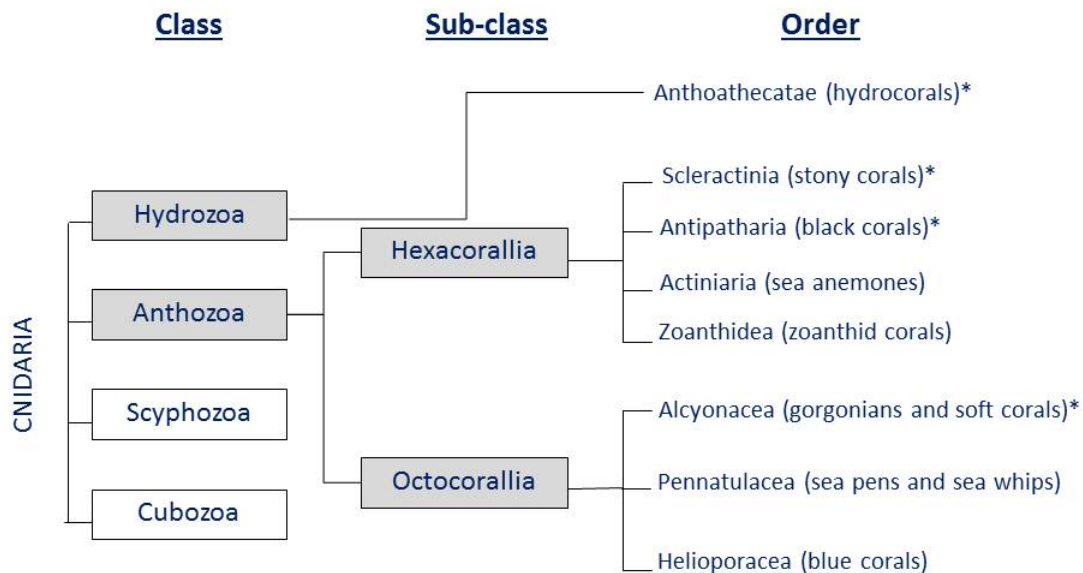 Class
Sub-class
Order
Anthoathecatae (hydrocorals)*
Scleractinia (stony corals)*
Hydrozoa
Antipatharia (black corals)*
Hexacorallia
Actiniaria (sea anemones)
Anthozoa
Zoanthidea (zoanthid corals)
CNIDARIA
Scyphozoa
Alcyonacea (gorgonians and soft corals)*
Octocorallia
Pennatulacea (sea pens and sea whips)
Cubozoa
Helioporacea (blue corals)